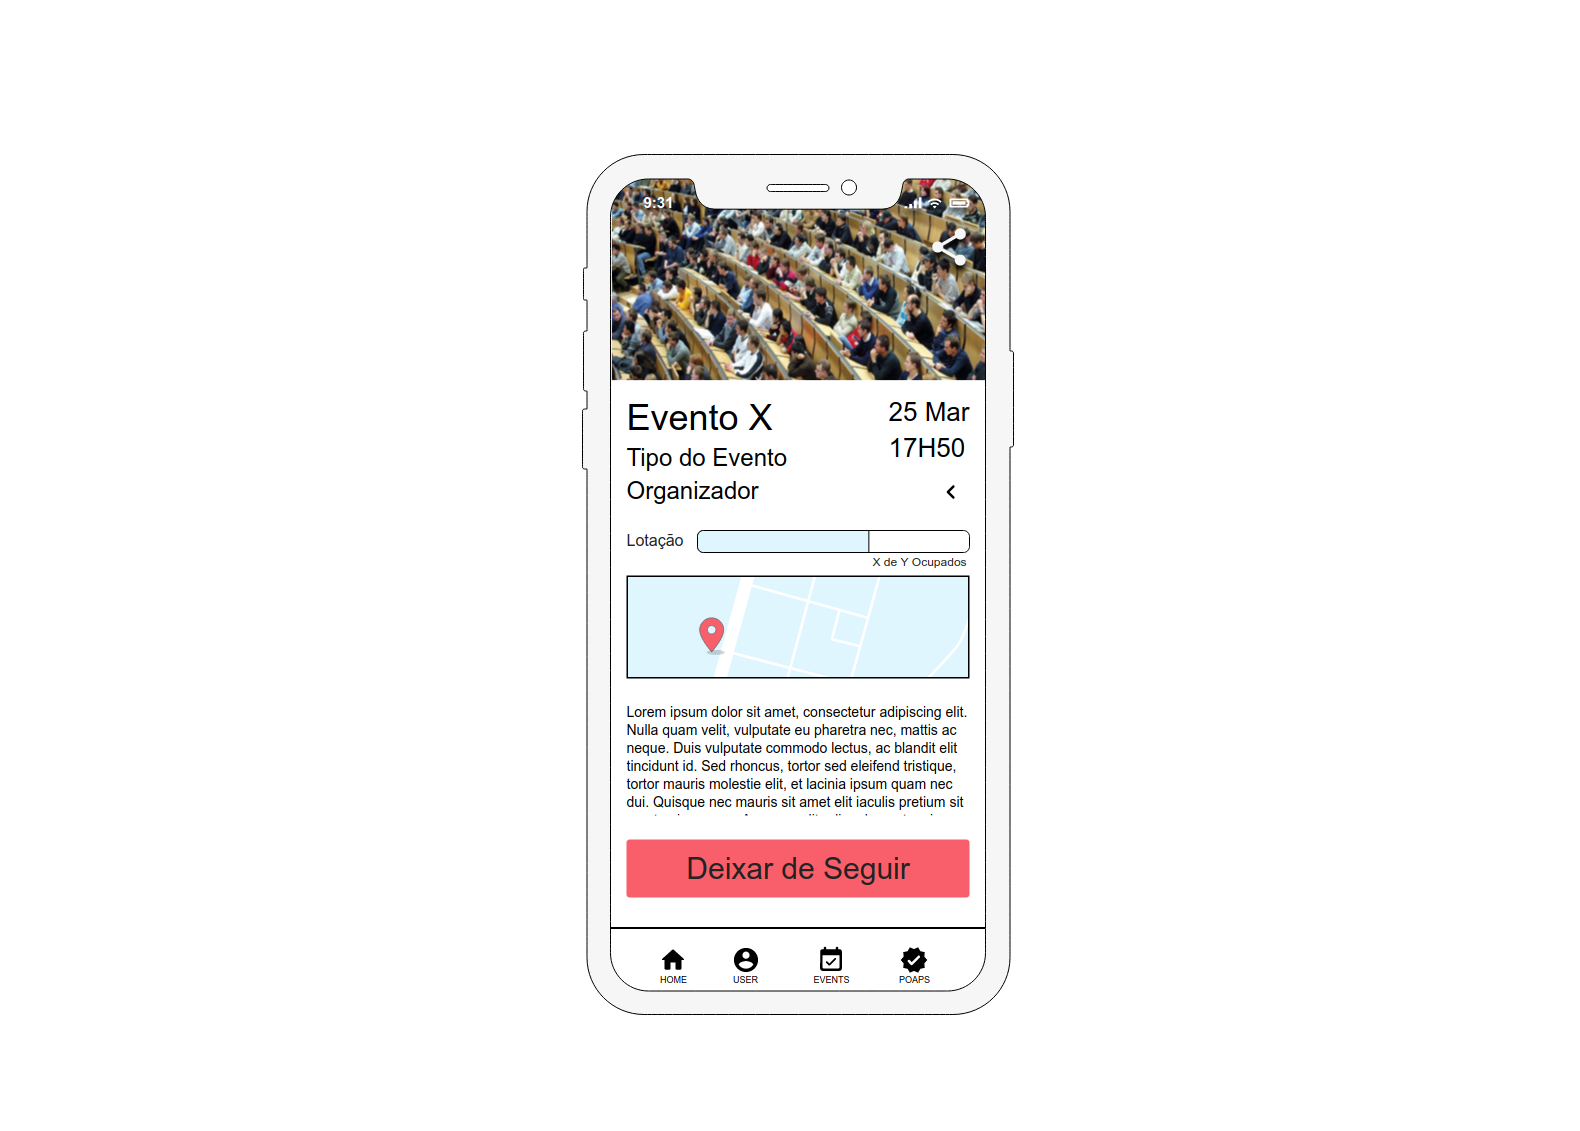 9:31
Evento X
25 Mar
Tipo do Evento
17H50
Organizador
Lotação
X de Y Ocupados
Lorem ipsum dolor sit amet, consectetur adipiscing elit.
Nulla quam velit, vulputate eu pharetra nec, mattis ac
neque. Duis vulputate commodo lectus, ac blandit elit
tincidunt id. Sed rhoncus, tortor sed eleifend tristique,
tortor mauris molestie elit, et lacinia ipsum quam nec
dui. Quisque nec mauris sit amet elit iaculis pretium sit
Deixar de Seguir
HOME
USER
EVENTS
POAPS